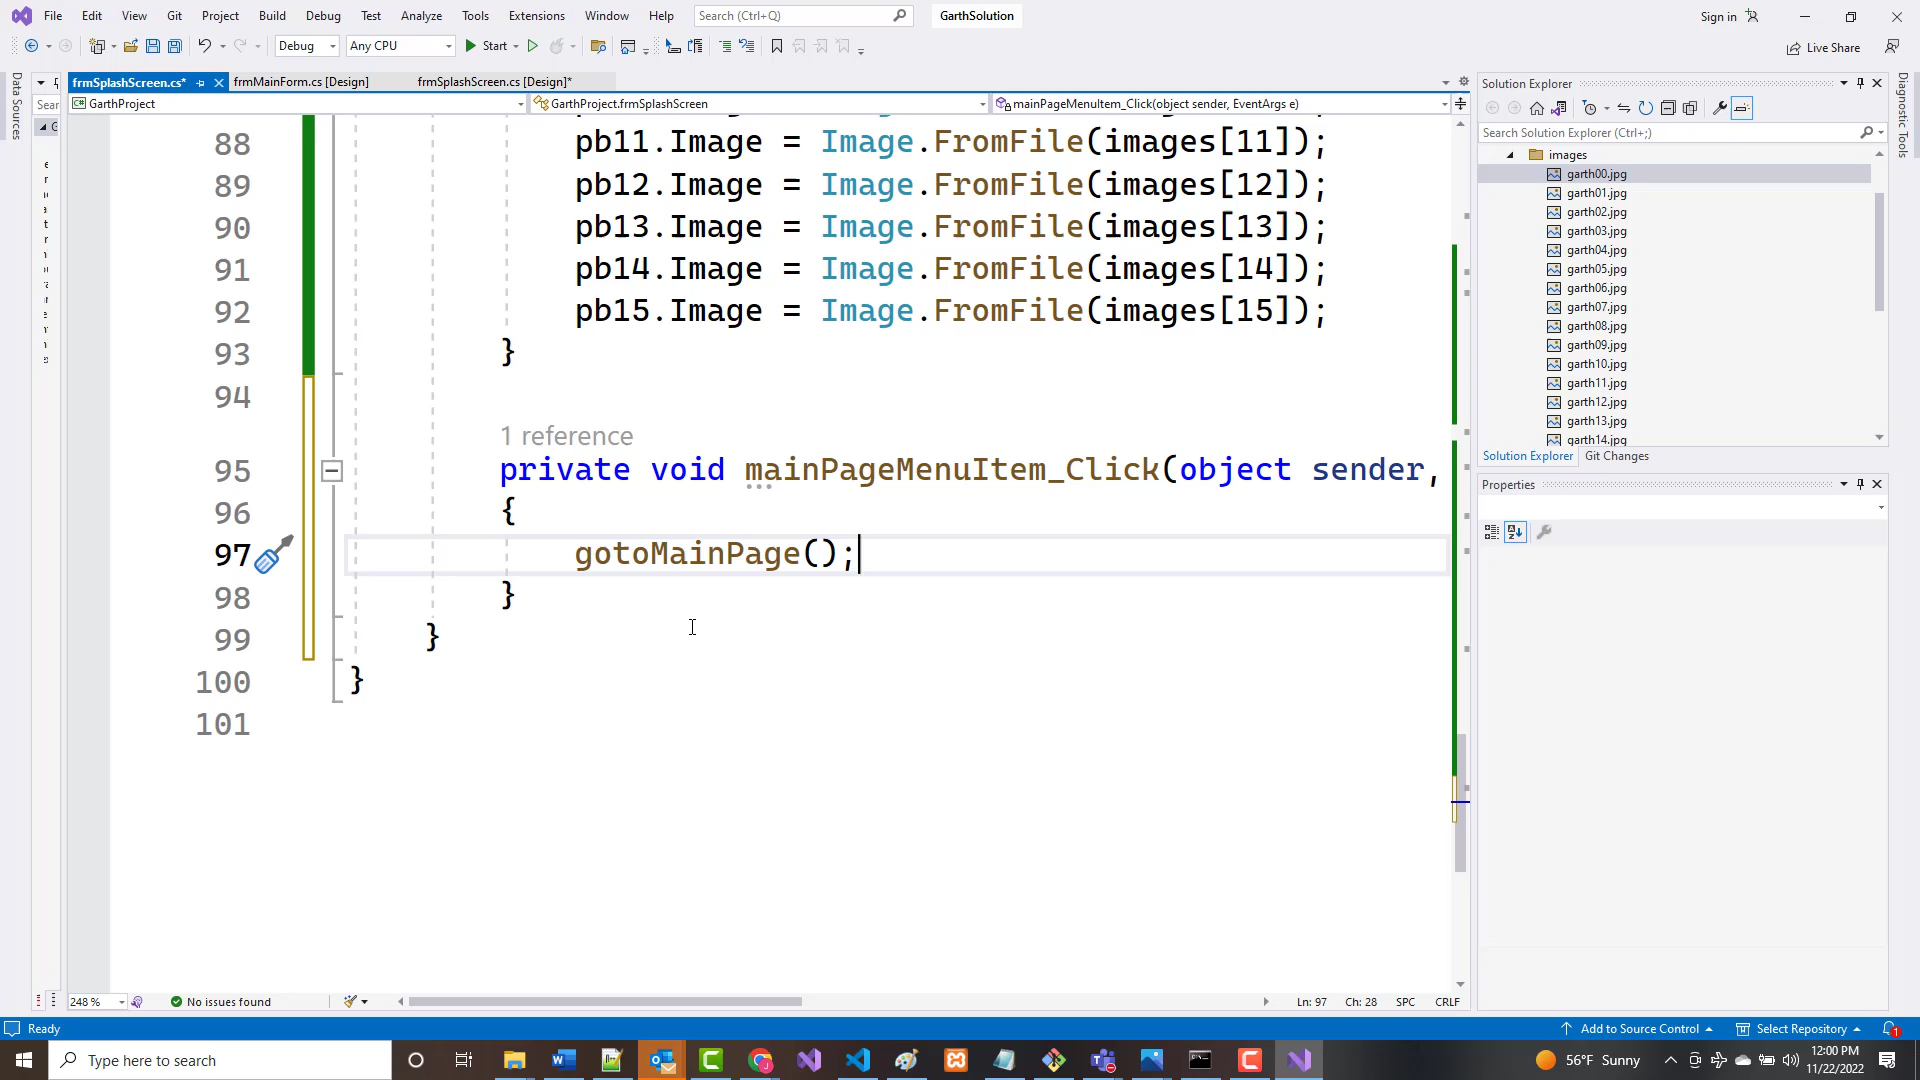 File Edit View Git Project Build Debug Test Analyze Tools Extensions Window Help Search (Ctrl+Q) GarthSolution Sign in
Debug Any CPU Start Live Share
Data Sources
frmSplashScreen.cs* frmMainForm.cs [Design] frmSplashScreen.cs [Design]*
GarthProject GarthProject.frmSplashScreen mainPageMenuItem_Click(object sender, EventArgs e)
88 pb11.Image = Image.FromFile(images[11]);
89 pb12.Image = Image.FromFile(images[12]);
90 pb13.Image = Image.FromFile(images[13]);
91 pb14.Image = Image.FromFile(images[14]);
92 pb15.Image = Image.FromFile(images[15]);
93 }
94
1 reference
95 private void mainPageMenuItem_Click(object sender,
96 {
97 gotoMainPage();
98 }
99 }
100 }
101
248 % No issues found Ln: 97 Ch: 28 SPC CRLF
Solution Explorer
Search Solution Explorer (Ctrl+;)
images
garth00.jpg
garth01.jpg
garth02.jpg
garth03.jpg
garth04.jpg
garth05.jpg
garth06.jpg
garth07.jpg
garth08.jpg
garth09.jpg
garth10.jpg
garth11.jpg
garth12.jpg
garth13.jpg
garth14.jpg
Solution Explorer Git Changes
Properties
Diagnostic Tools
Ready Add to Source Control Select Repository 1
Type here to search 56°F Sunny 12:00 PM
11/22/2022